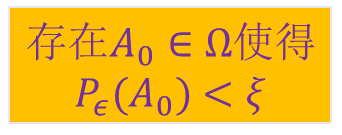 存在A₀ ∈ Ω使得
P_ϵ(A₀) < ξ